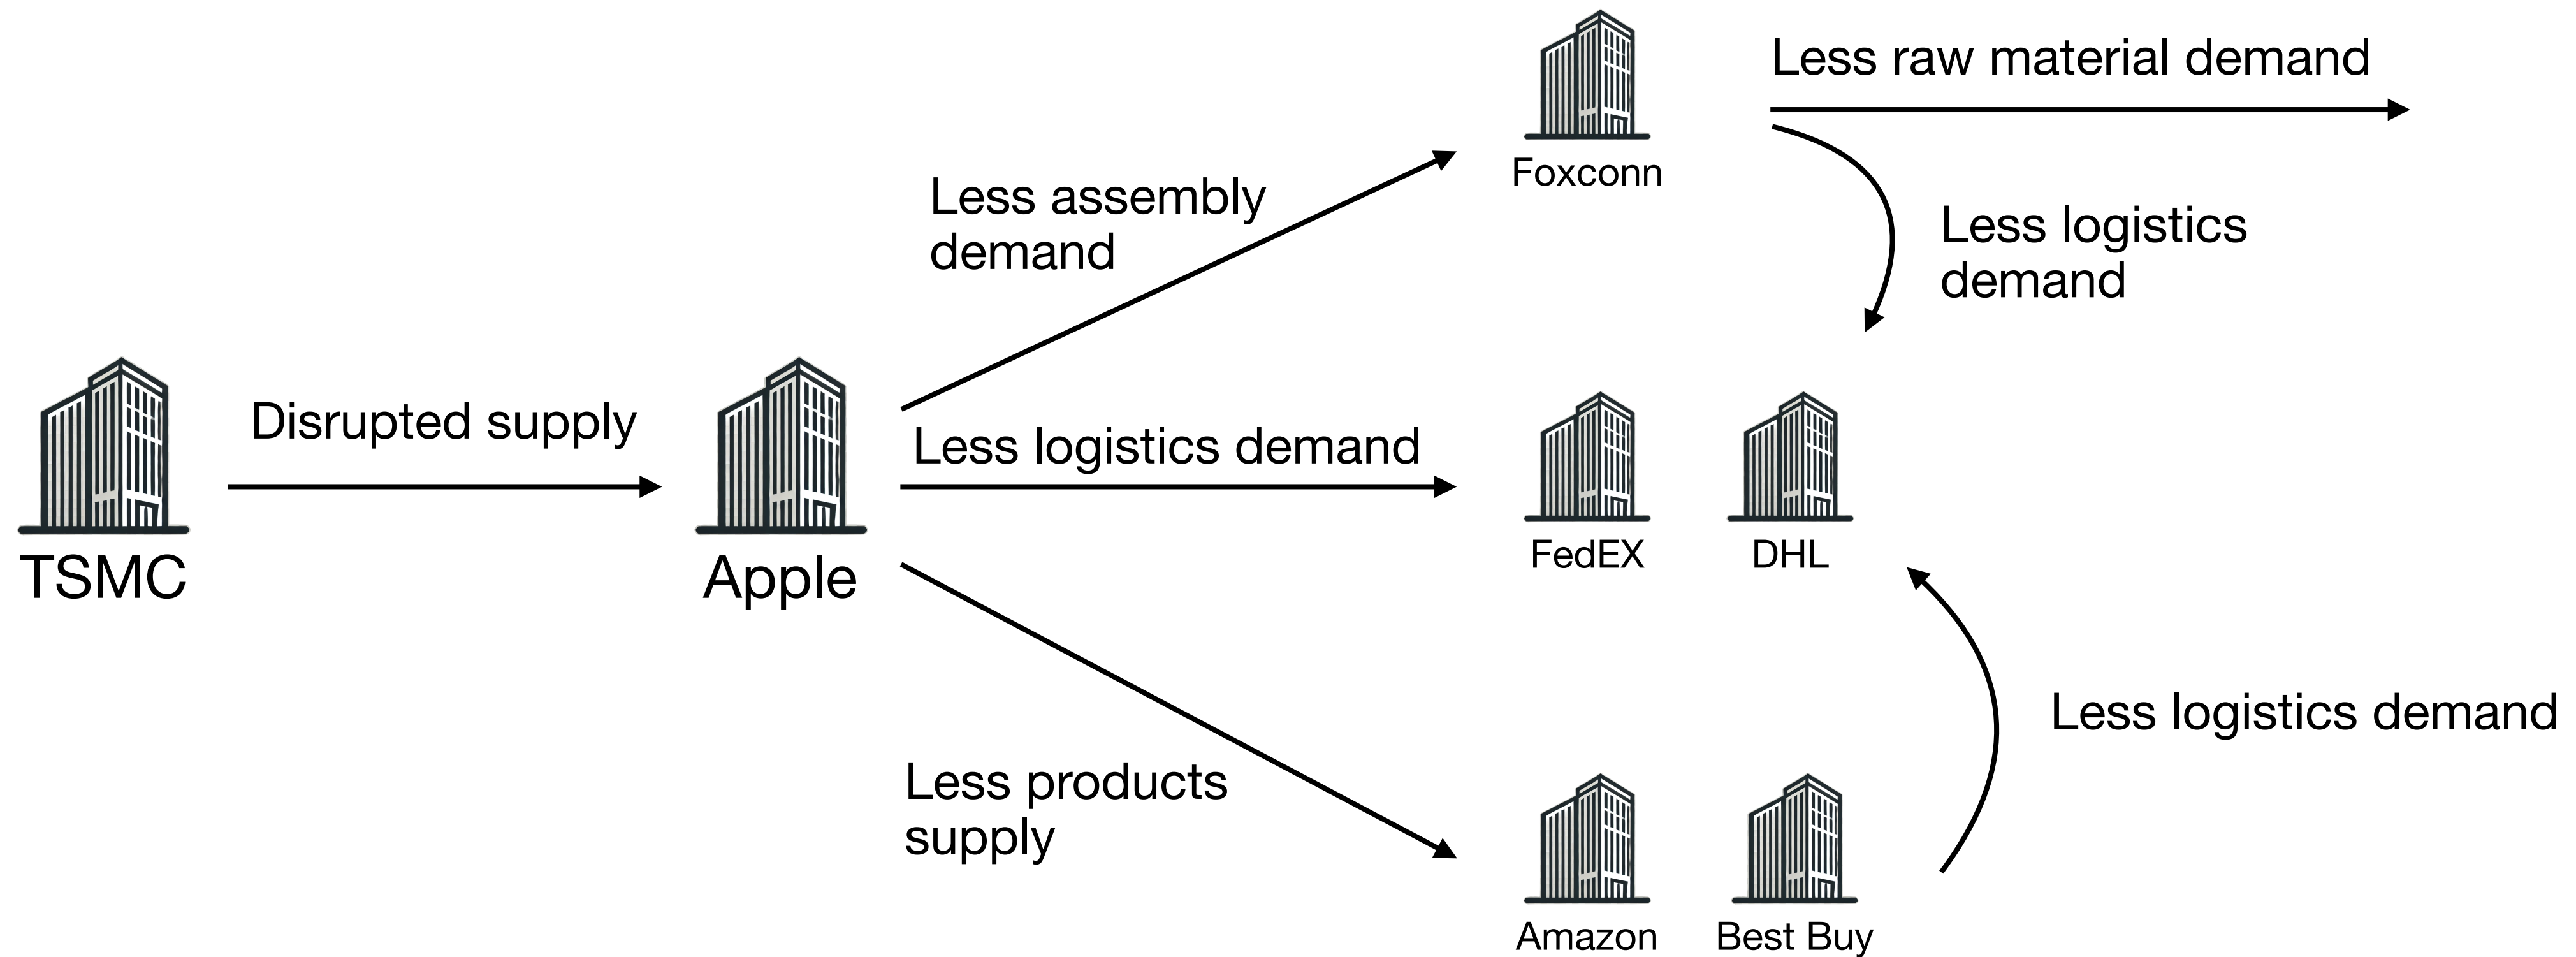 Less raw material demand
Foxconn
Less assembly
demand
Less logistics
demand
Disrupted supply
Less logistics demand
TSMC
Apple
FedEX
DHL
Less logistics demand
Less products
supply
Amazon
Best Buy